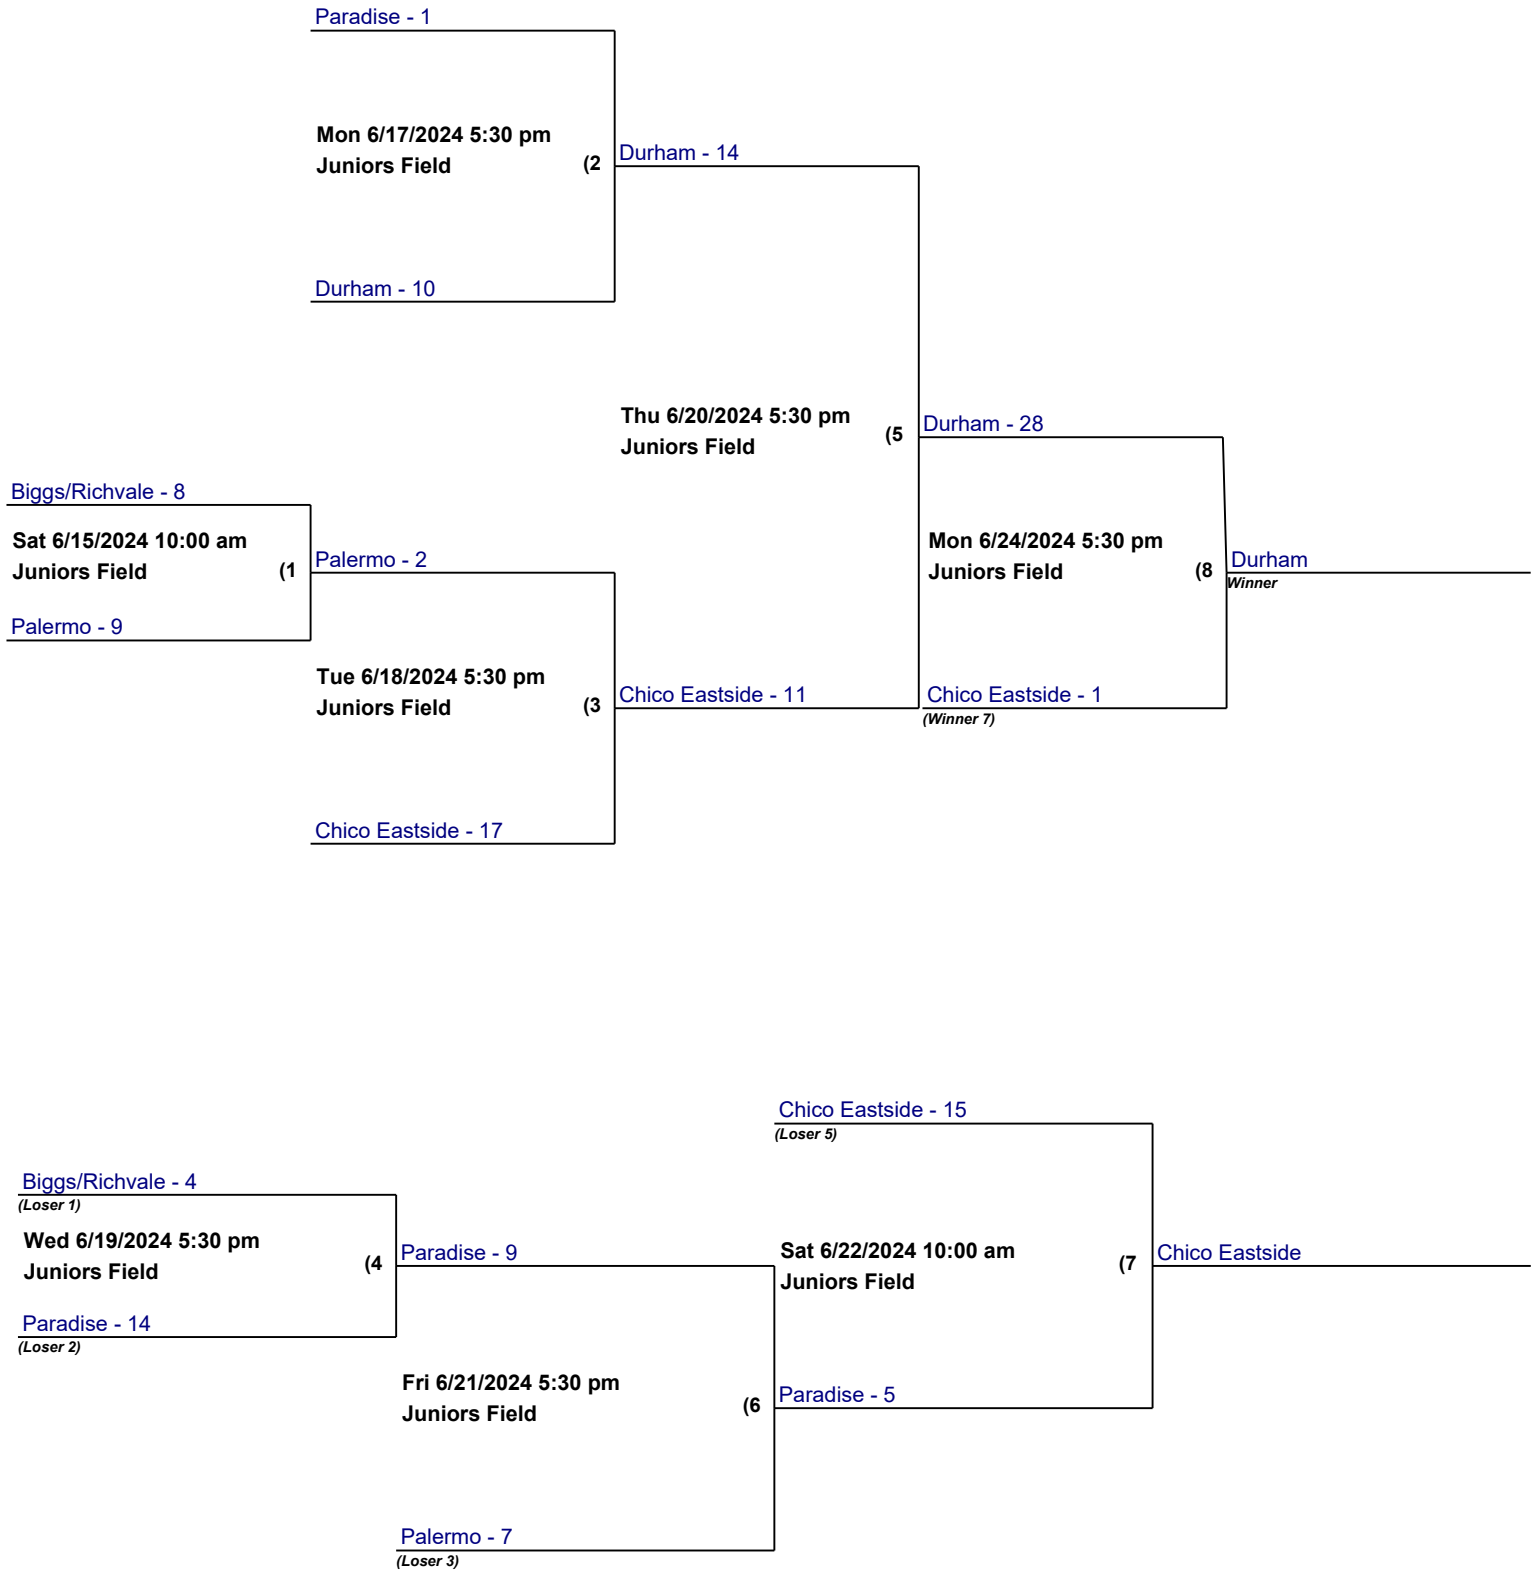 Paradise - 1
Mon 6/17/2024 5:30 pm
Juniors Field
(2
Durham - 14
Durham - 10
Thu 6/20/2024 5:30 pm
Juniors Field
(5
Durham - 28
Biggs/Richvale - 8
Sat 6/15/2024 10:00 am
Juniors Field
(1
Palermo - 2
Mon 6/24/2024 5:30 pm
Juniors Field
(8
Durham
Winner
Palermo - 9
Tue 6/18/2024 5:30 pm
Juniors Field
(3
Chico Eastside - 11
Chico Eastside - 1
(Winner 7)
Chico Eastside - 17
Chico Eastside - 15
(Loser 5)
Biggs/Richvale - 4
(Loser 1)
Wed 6/19/2024 5:30 pm
Juniors Field
(4
Paradise - 9
Sat 6/22/2024 10:00 am
Juniors Field
(7
Chico Eastside
Paradise - 14
(Loser 2)
Fri 6/21/2024 5:30 pm
Juniors Field
(6
Paradise - 5
Palermo - 7
(Loser 3)